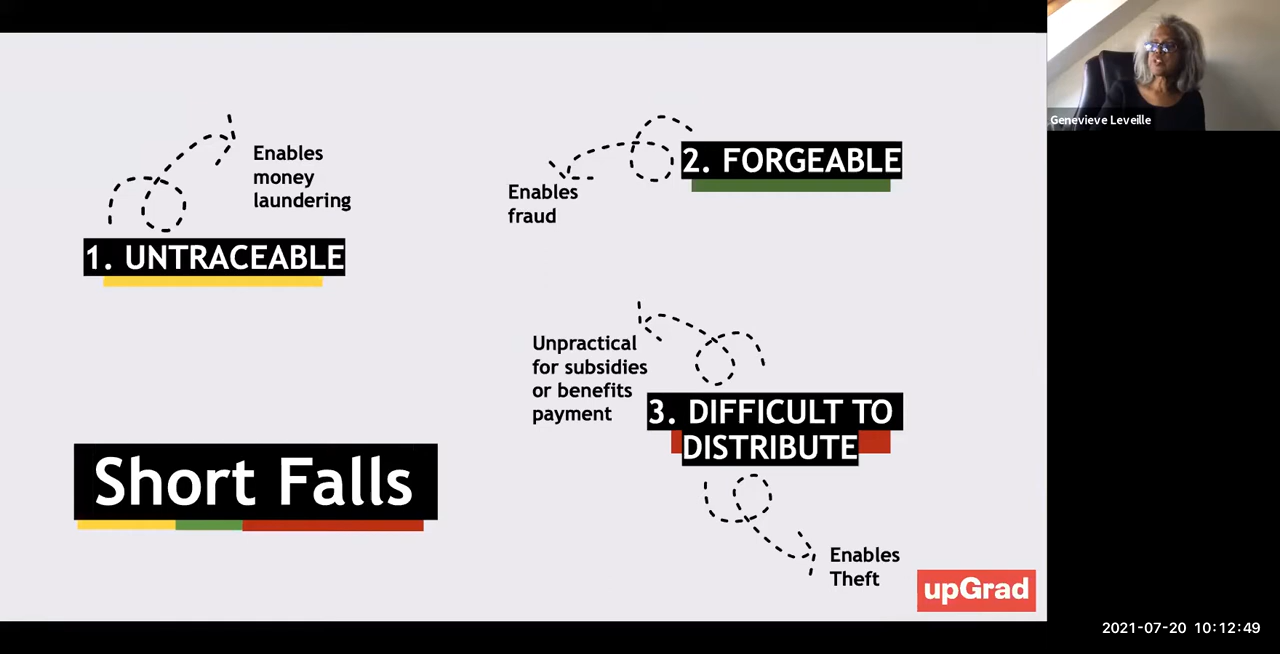 Enables
money
laundering
1. UNTRACEABLE
2. FORGEABLE
Enables
fraud
Unpractical
for subsidies
or benefits
payment
3. DIFFICULT TO
DISTRIBUTE
Enables
Theft
Short Falls
upGrad
Genevieve Leveille
2021-07-20 10:12:49